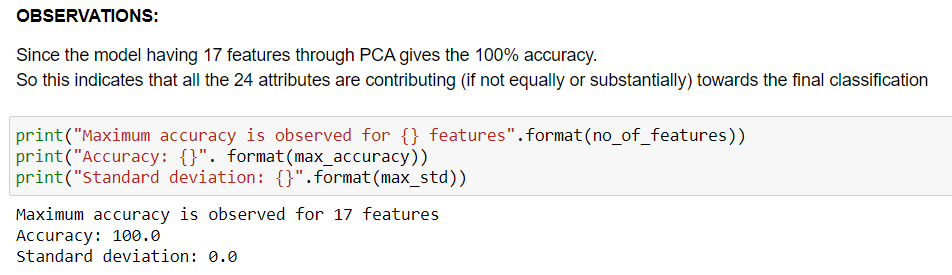 OBSERVATIONS:
Since the model having 17 features through PCA gives the 100% accuracy.
So this indicates that all the 24 attributes are contributing (if not equally or substantially) towards the final classification
print("Maximum accuracy is observed for {} features".format(no_of_features))
print("Accuracy: {}". format(max_accuracy))
print("Standard deviation: {}".format(max_std))
Maximum accuracy is observed for 17 features
Accuracy: 100.0
Standard deviation: 0.0